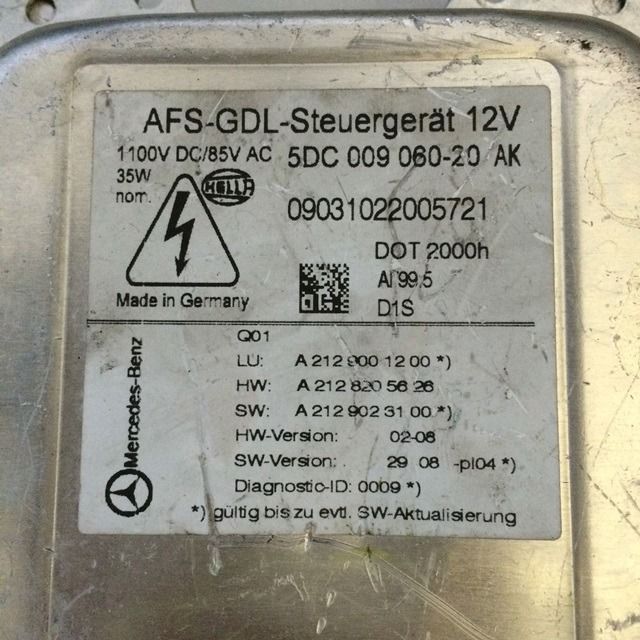 AFS-GDL-Steuergerät 12V
1100V DC/85V AC 5DC 009 060-20 AK
35W
nom.
HELLA
09031022005721
DOT 2000h
Al 99,5
D1S
Made in Germany
Mercedes-Benz
Q01
LU: A 212 900 12 00 *)
HW: A 212 820 56 26
SW: A 212 902 31 00 *)
HW-Version: 02-08
SW-Version: 29 08 -pl04 *)
Diagnostic-ID: 0009 *)
*) gültig bis zu evtl. SW-Aktualisierung